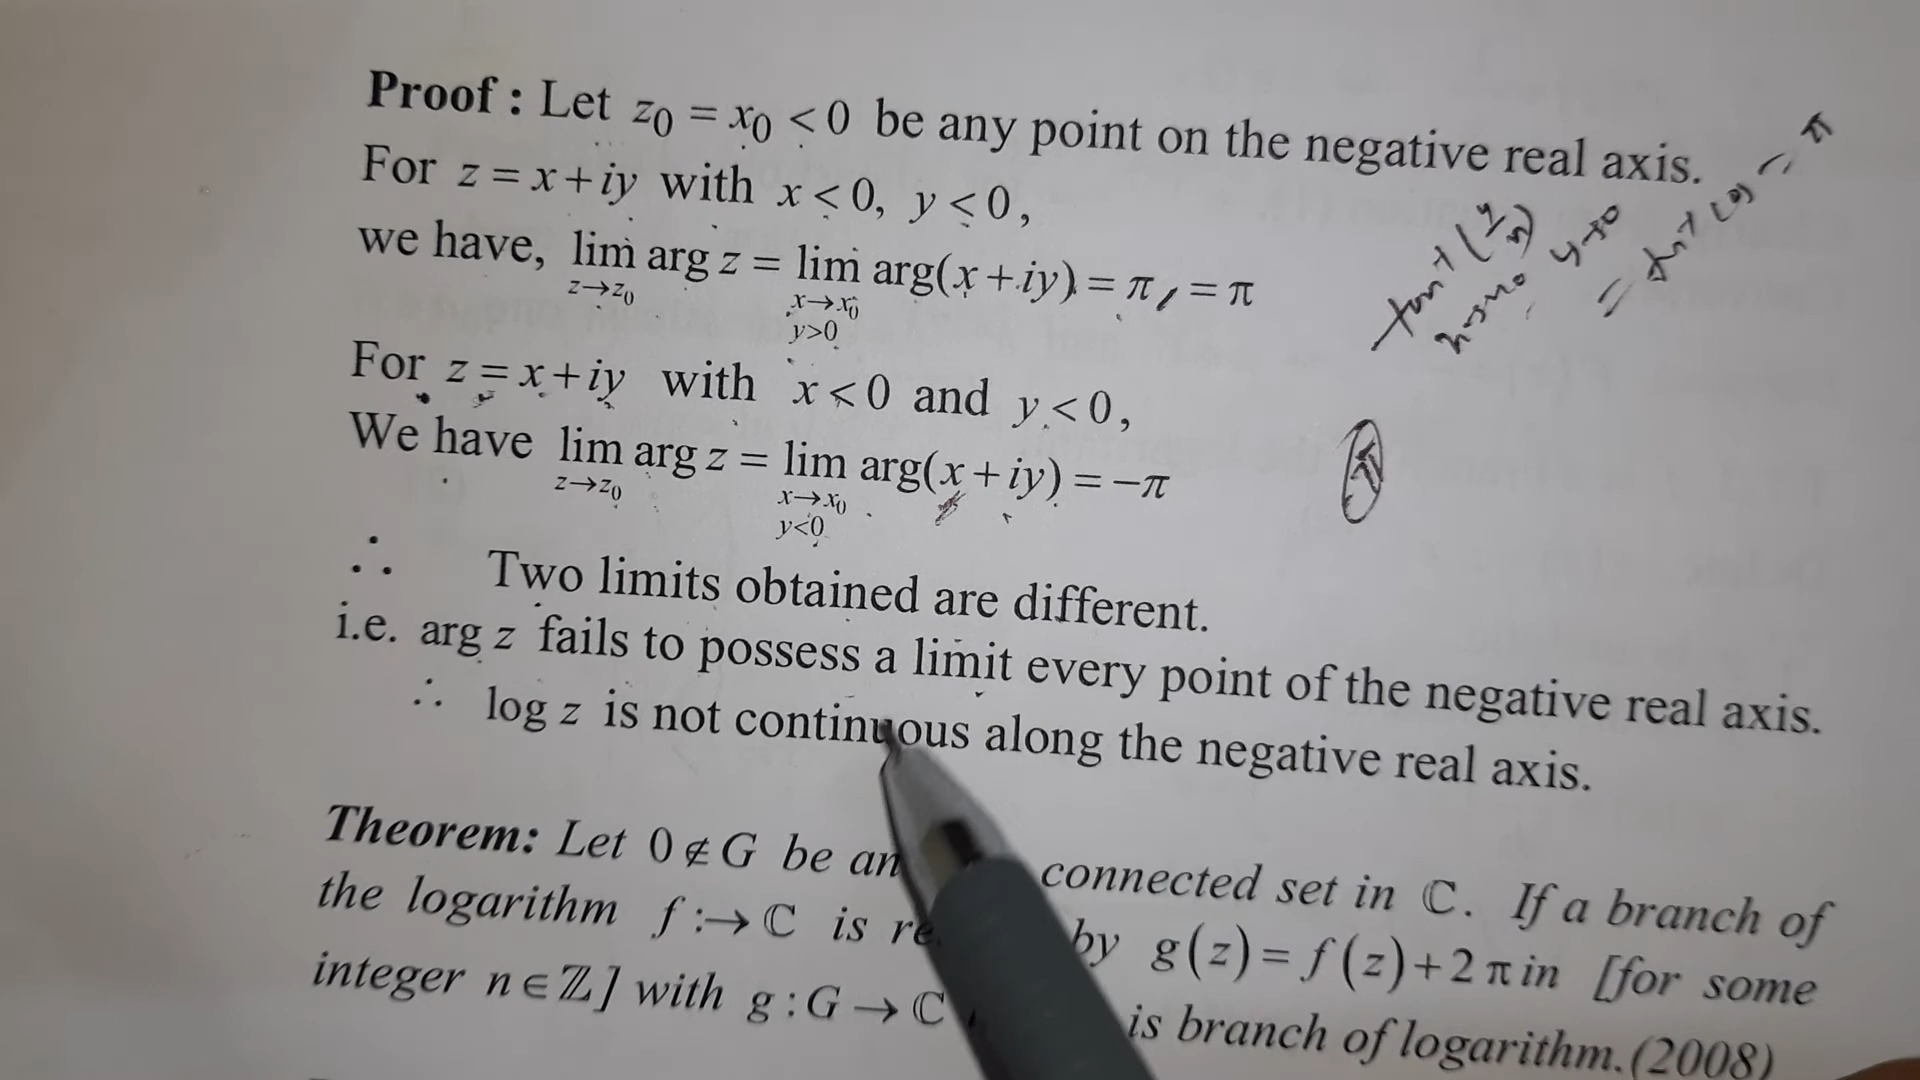 Proof : Let z₀ = x₀ < 0 be any point on the negative real axis.
For z = x + iy with x < 0, y < 0,
we have, lim arg z = lim arg(x + iy) = π, = π
z→z₀ x→x₀
y>0
For z = x + iy with x < 0 and y < 0,
We have lim arg z = lim arg(x + iy) = −π
z→z₀ x→x₀
y<0
∴ Two limits obtained are different.
i.e. arg z fails to possess a limit every point of the negative real axis.
∴ log z is not continuous along the negative real axis.
Theorem: Let 0 ∉ G be an connected set in ℂ. If a branch of
the logarithm f :→ ℂ is by g(z) = f(z) + 2πin [for some
integer n ∈ ℤ] with g : G → ℂ is branch of logarithm.(2008)
π